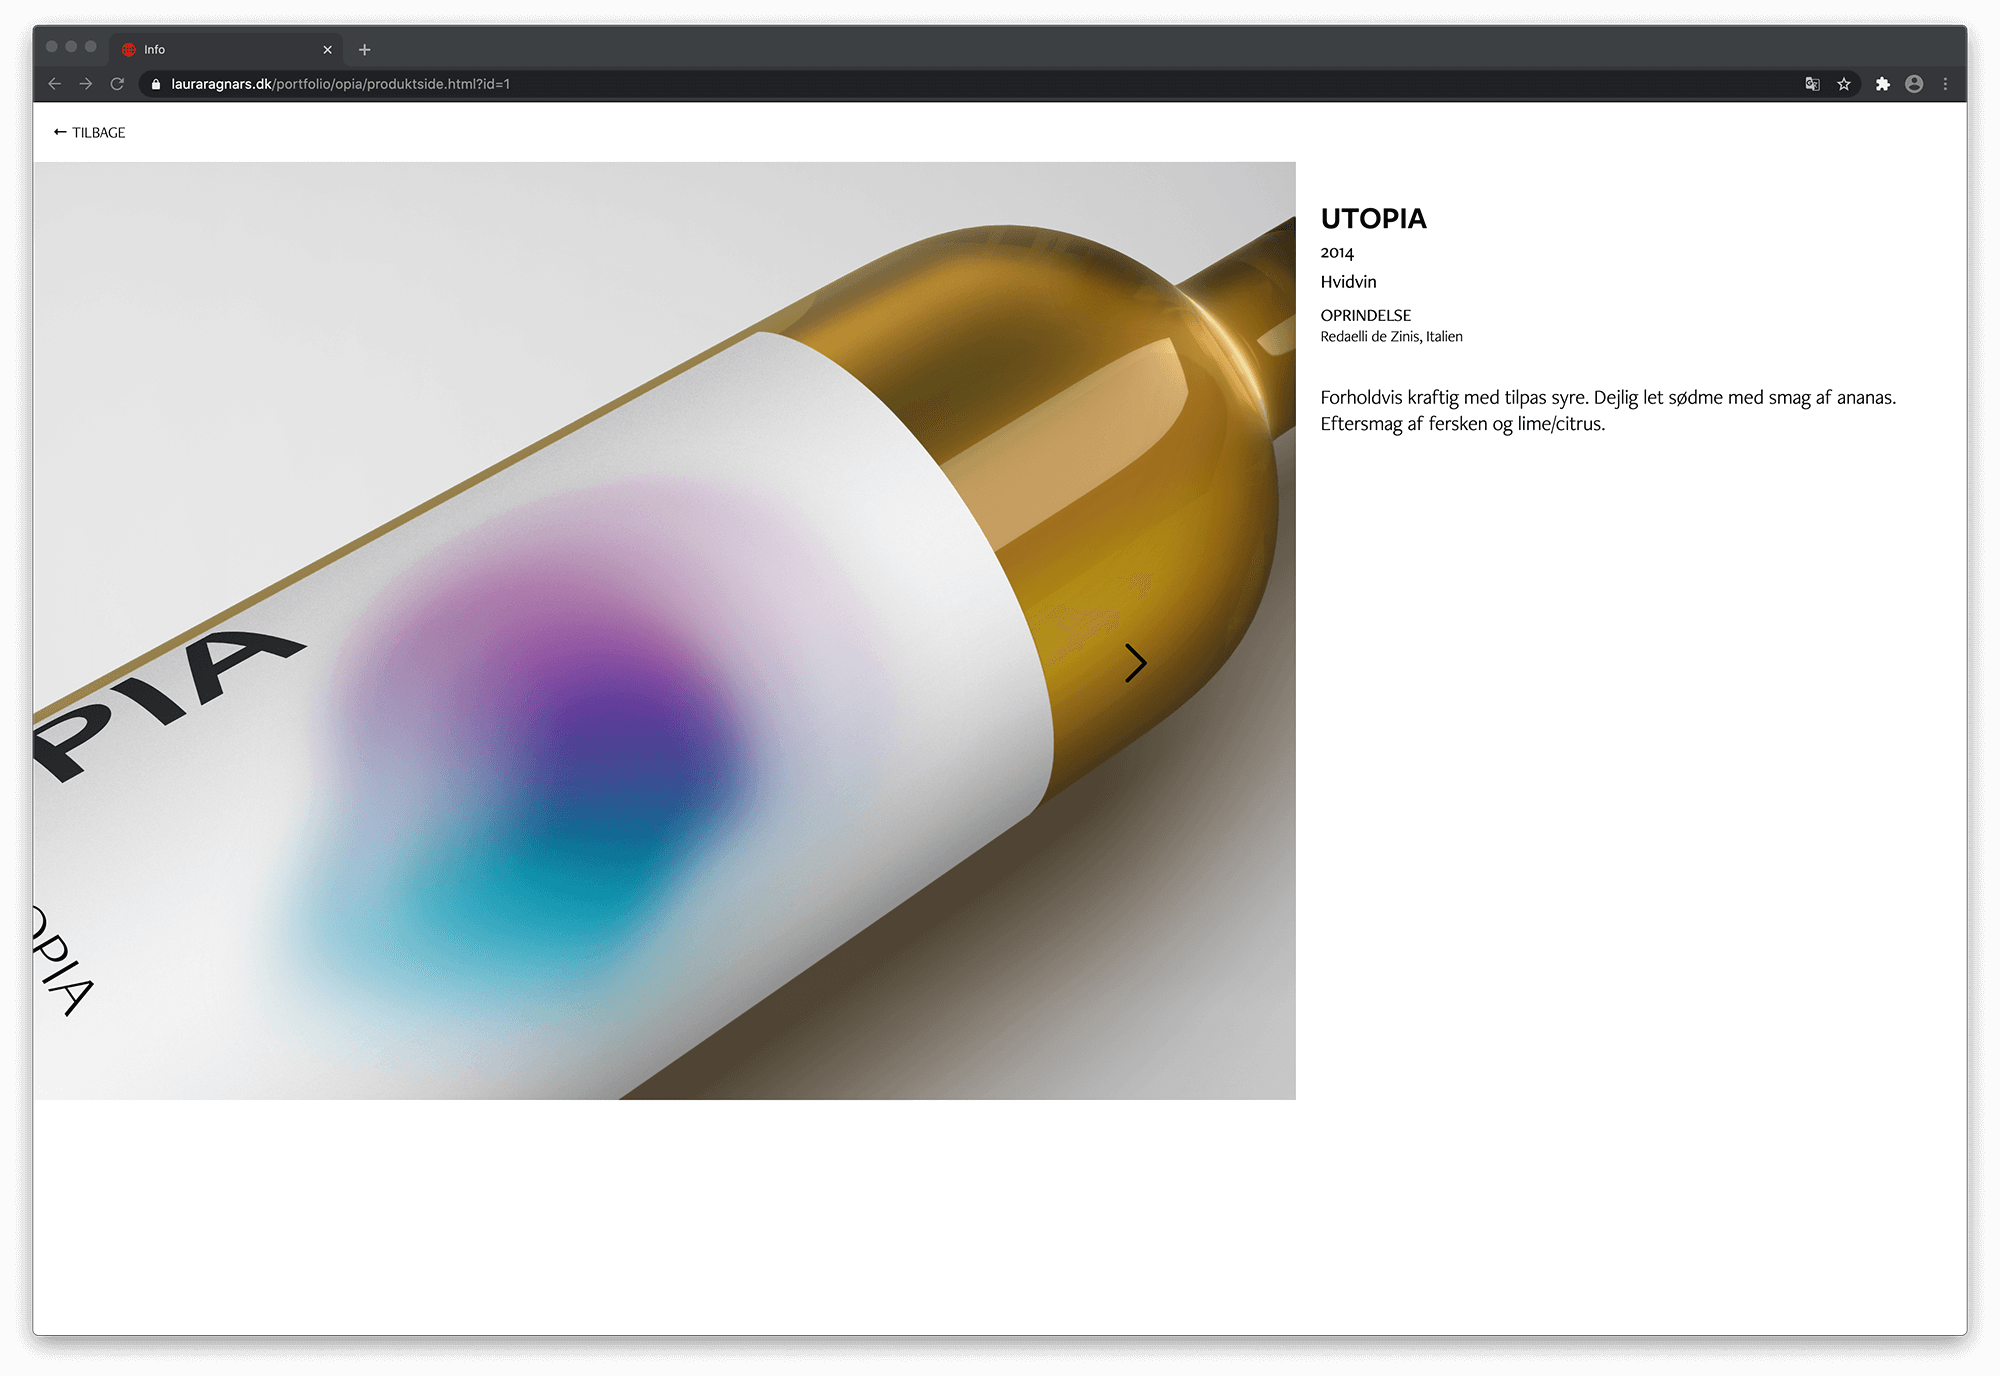 Info
lauraragnars.dk/portfolio/opia/produktside.html?id=1
← TILBAGE
PIA
OPIA
UTOPIA
2014
Hvidvin
OPRINDELSE
Redaelli de Zinis, Italien
Forholdvis kraftig med tilpas syre. Dejlig let sødme med smag af ananas.
Eftersmag af fersken og lime/citrus.